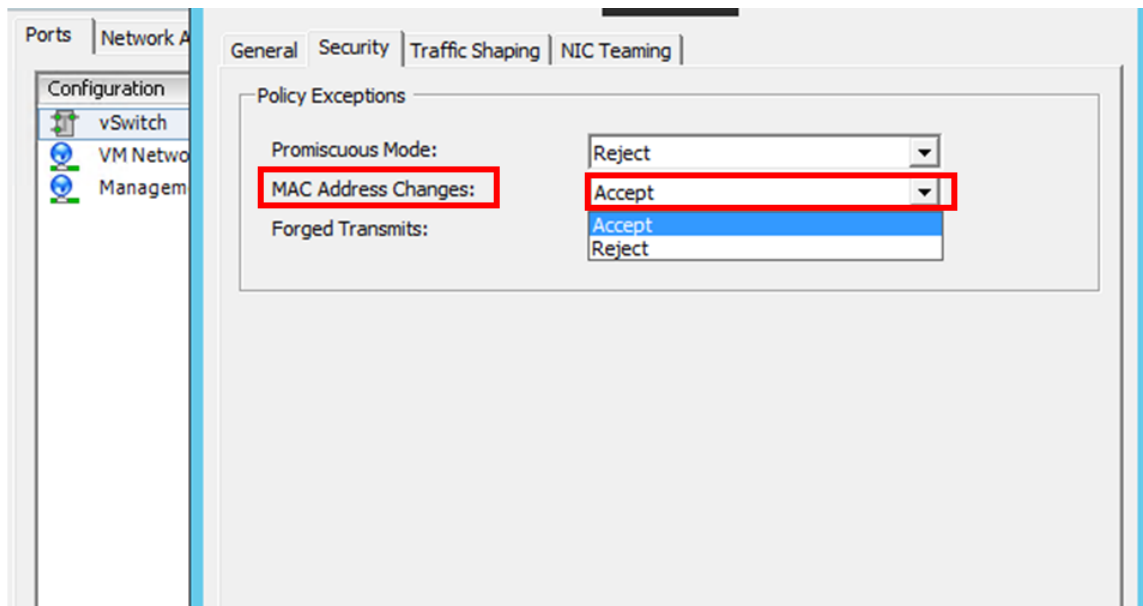 Ports
Network A
Configuration
vSwitch
VM Netwo
Managem
General
Security
Traffic Shaping
NIC Teaming
Policy Exceptions
Promiscuous Mode:
Reject
MAC Address Changes:
Accept
Forged Transmits:
Accept
Reject